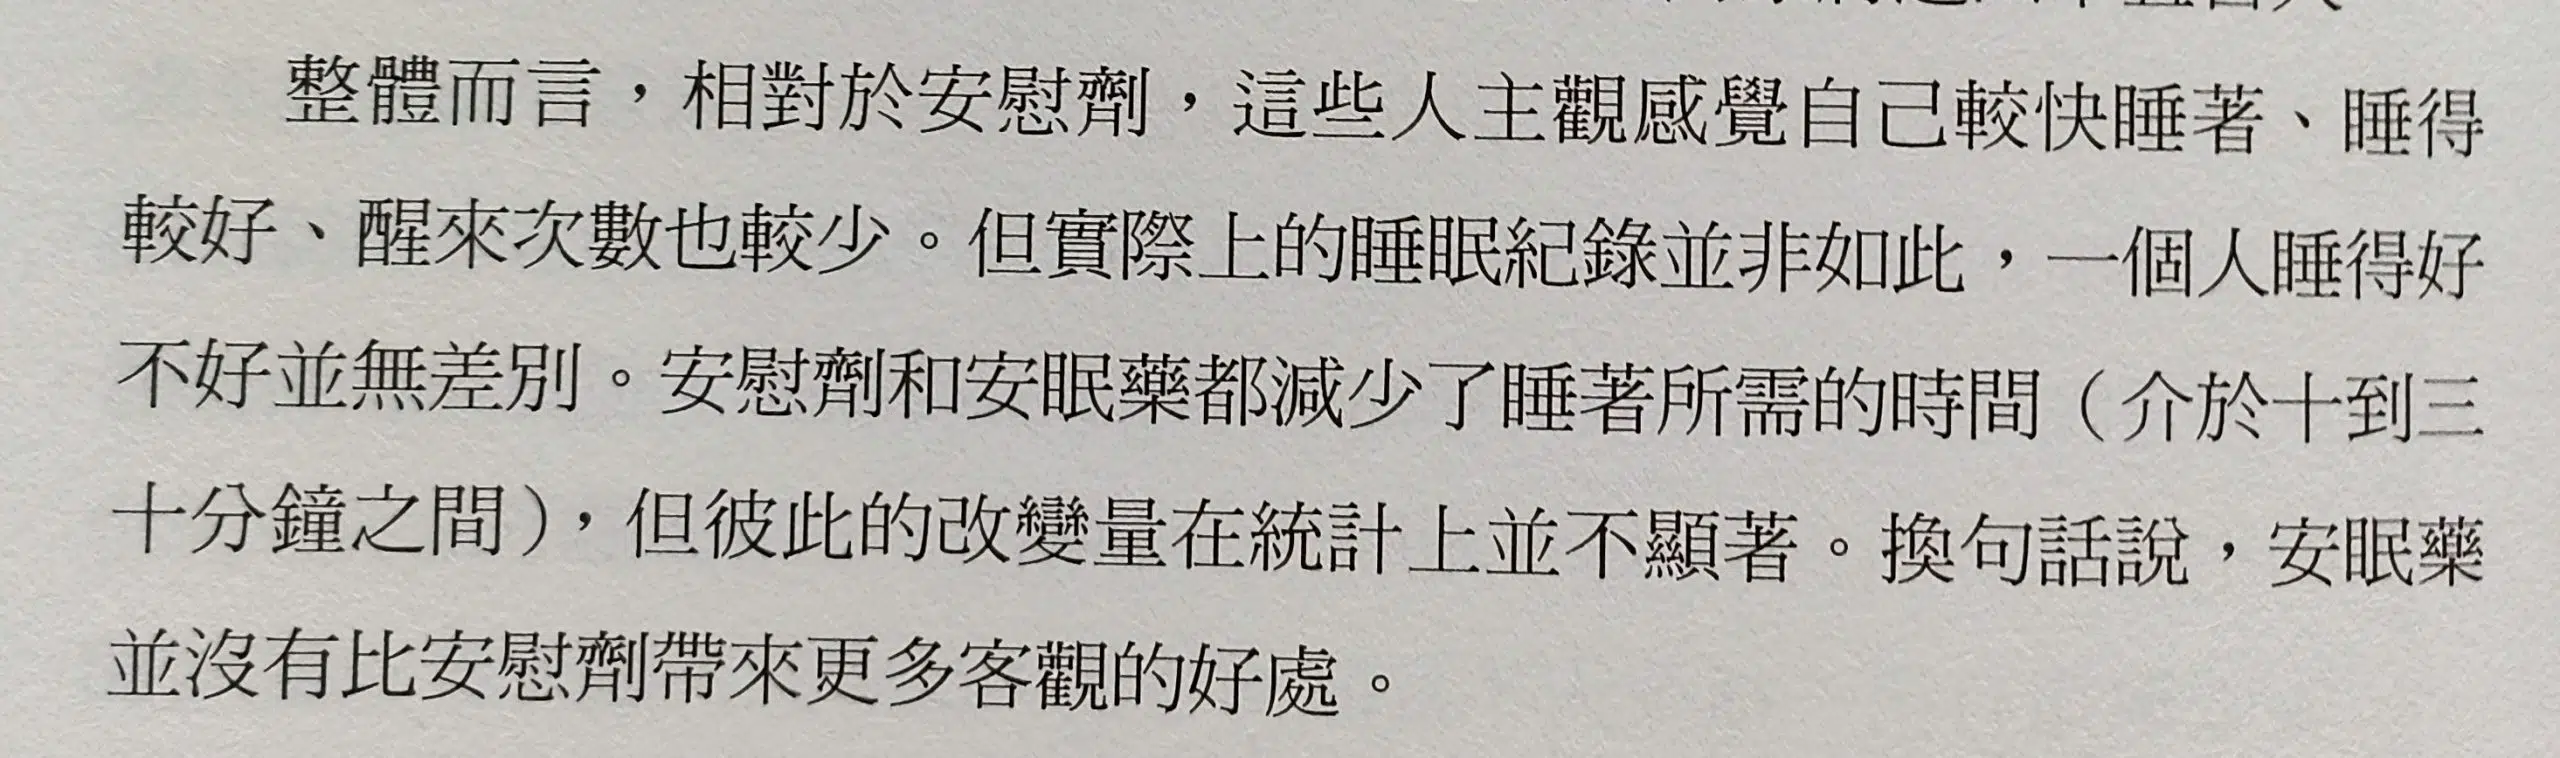 整體而言，相對於安慰劑，這些人主觀感覺自己較快睡著、睡得
較好、醒來次數也較少。但實際上的睡眠紀錄並非如此，一個人睡得好
不好並無差別。安慰劑和安眠藥都減少了睡著所需的時間（介於十到三
十分鐘之間），但彼此的改變量在統計上並不顯著。換句話說，安眠藥
並沒有比安慰劑帶來更多客觀的好處。